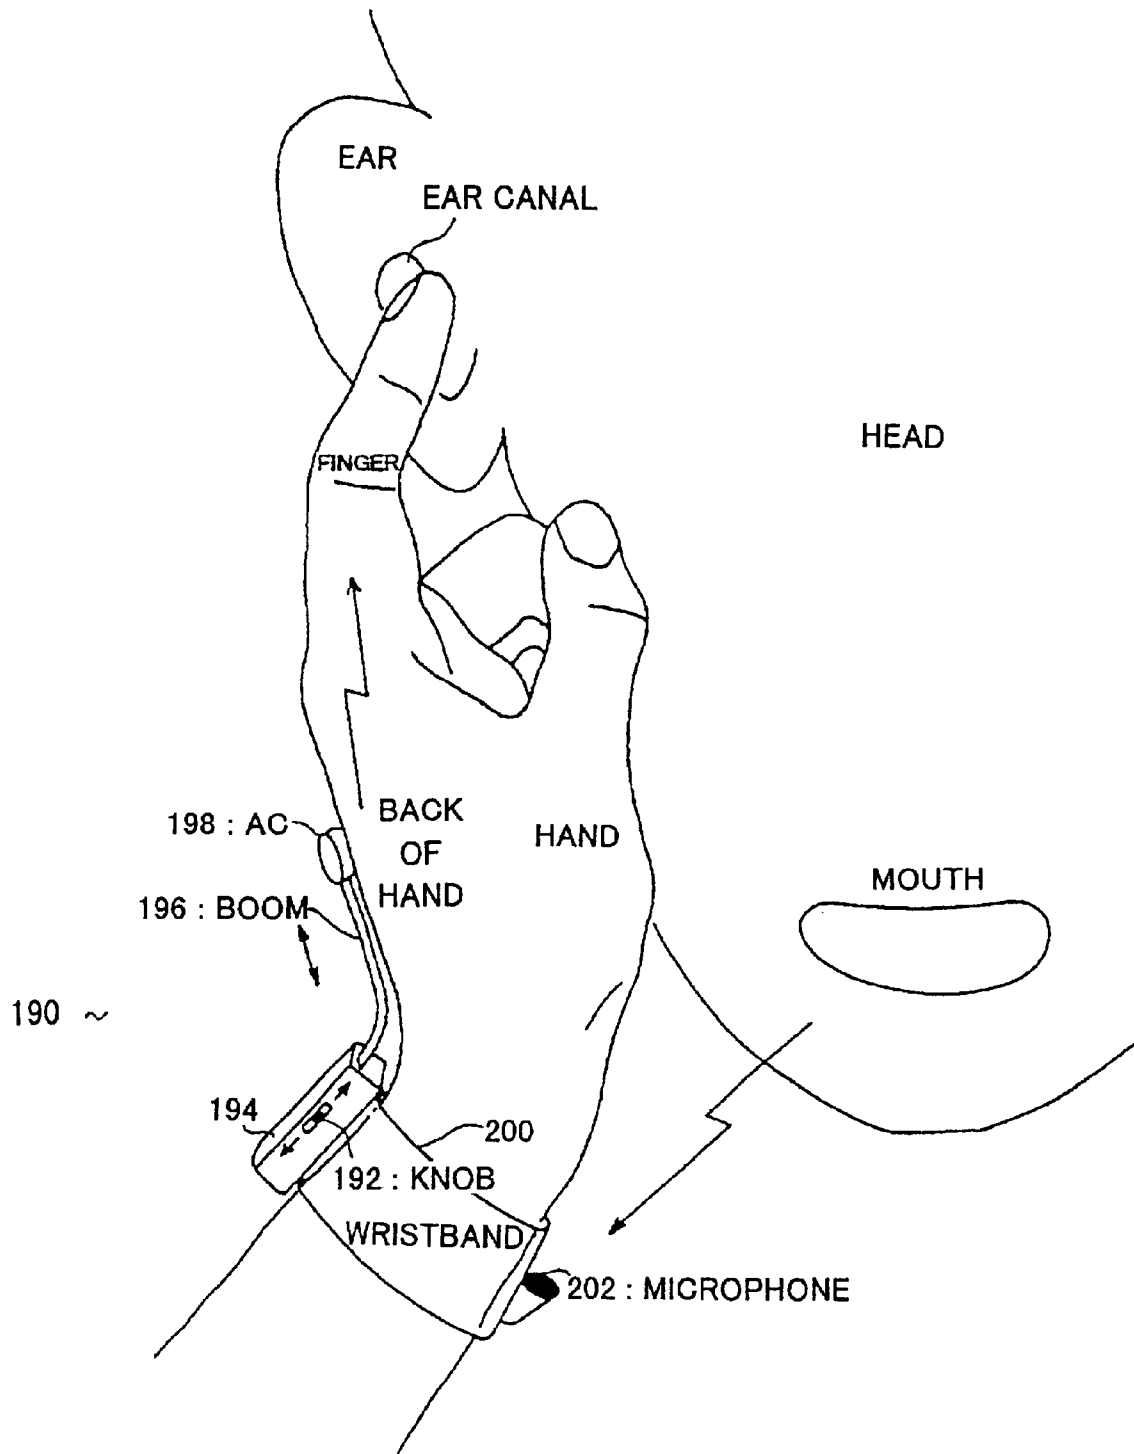 EAR
EAR CANAL
HEAD
FINGER
198 : AC
BACK
OF
HAND
HAND
MOUTH
196 : BOOM
190 ~
194
200
192 : KNOB
WRISTBAND
202 : MICROPHONE